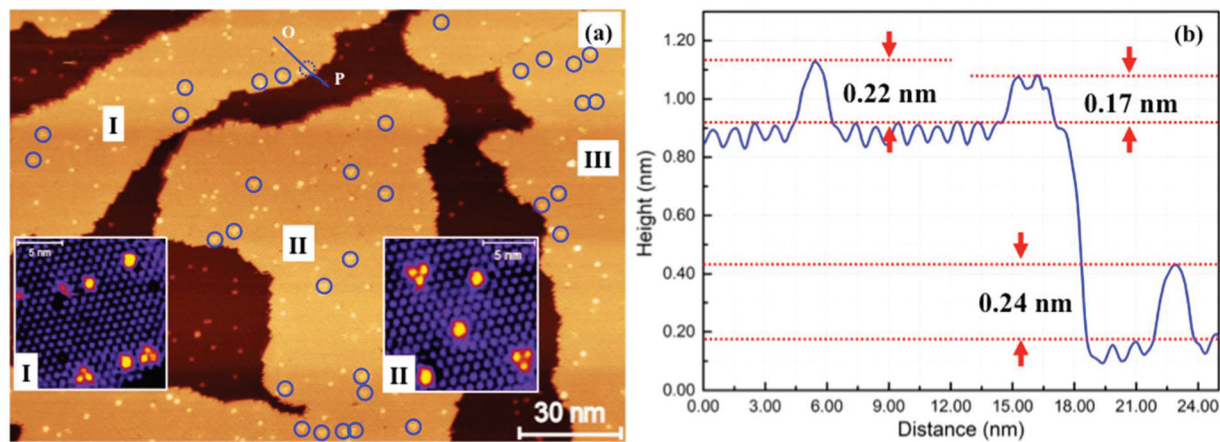 (a)
O
P
I
III
II
5 nm
I
5 nm
II
30 nm
(b)
Height (nm)
1.20
1.00
0.80
0.60
0.40
0.20
0.00
0.22 nm
0.17 nm
0.24 nm
0.00 3.00 6.00 9.00 12.00 15.00 18.00 21.00 24.00
Distance (nm)